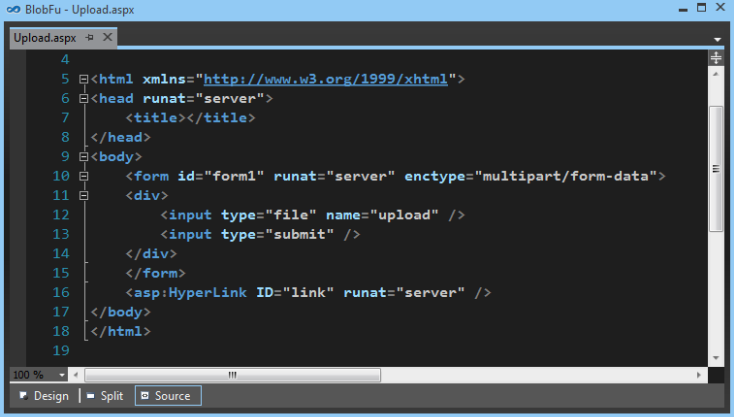 BlobFu - Upload.aspx
Upload.aspx
4
5 <html xmlns="http://www.w3.org/1999/xhtml">
6 <head runat="server">
7     <title></title>
8 </head>
9 <body>
10     <form id="form1" runat="server" enctype="multipart/form-data">
11     <div>
12         <input type="file" name="upload" />
13         <input type="submit" />
14     </div>
15     </form>
16     <asp:HyperLink ID="link" runat="server" />
17 </body>
18 </html>
19
100 %
Design Split Source